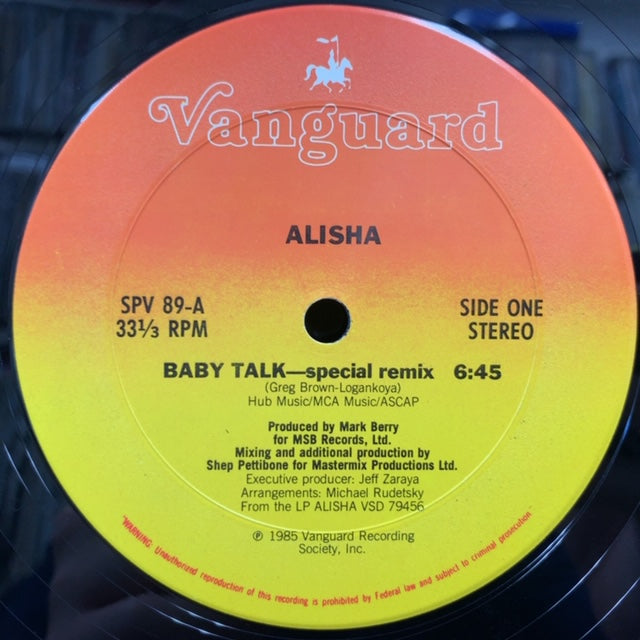 Vanguard
ALISHA
SPV 89-A
33⅓ RPM
SIDE ONE
STEREO
BABY TALK—special remix 6:45
(Greg Brown-Logankoya)
Hub Music/MCA Music/ASCAP
Produced by Mark Berry
for MSB Records, Ltd.
Mixing and additional production by
Shep Pettibone for Mastermix Productions Ltd.
Executive producer: Jeff Zaraya
Arrangements: Michael Rudetsky
From the LP ALISHA VSD 79456
℗ 1985 Vanguard Recording
Society, Inc.
"WARNING: Unauthorized reproduction of this recording is prohibited by Federal law and subject to criminal prosecution"